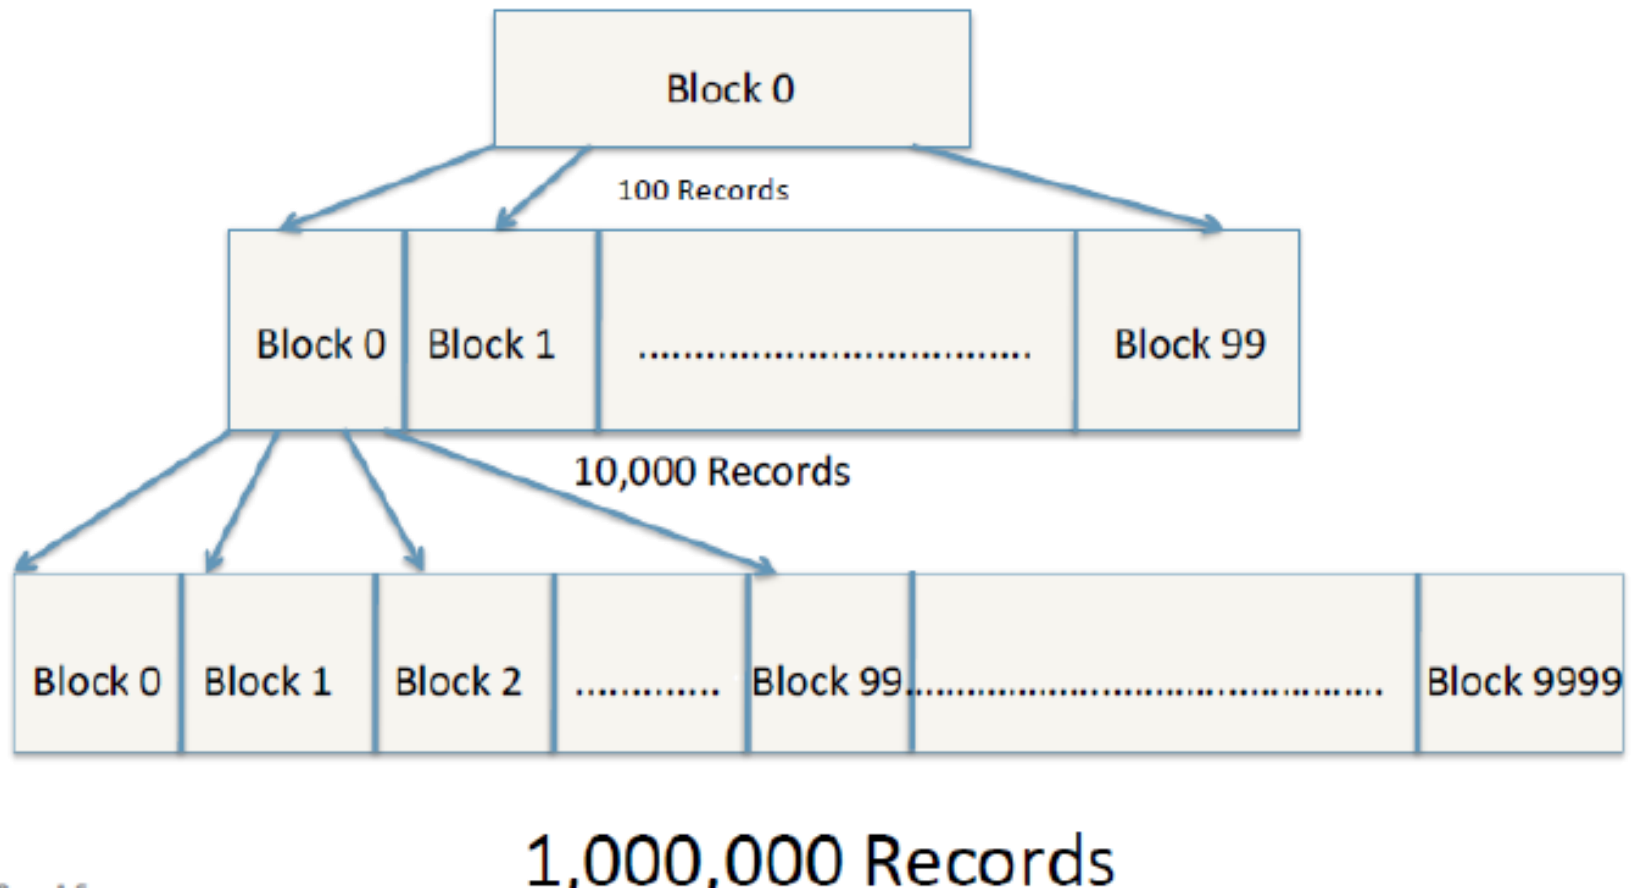 Block 0
100 Records
Block 0 Block 1 ................................... Block 99
10,000 Records
Block 0 Block 1 Block 2 ............. Block 99 .......................................... Block 9999
1,000,000 Records